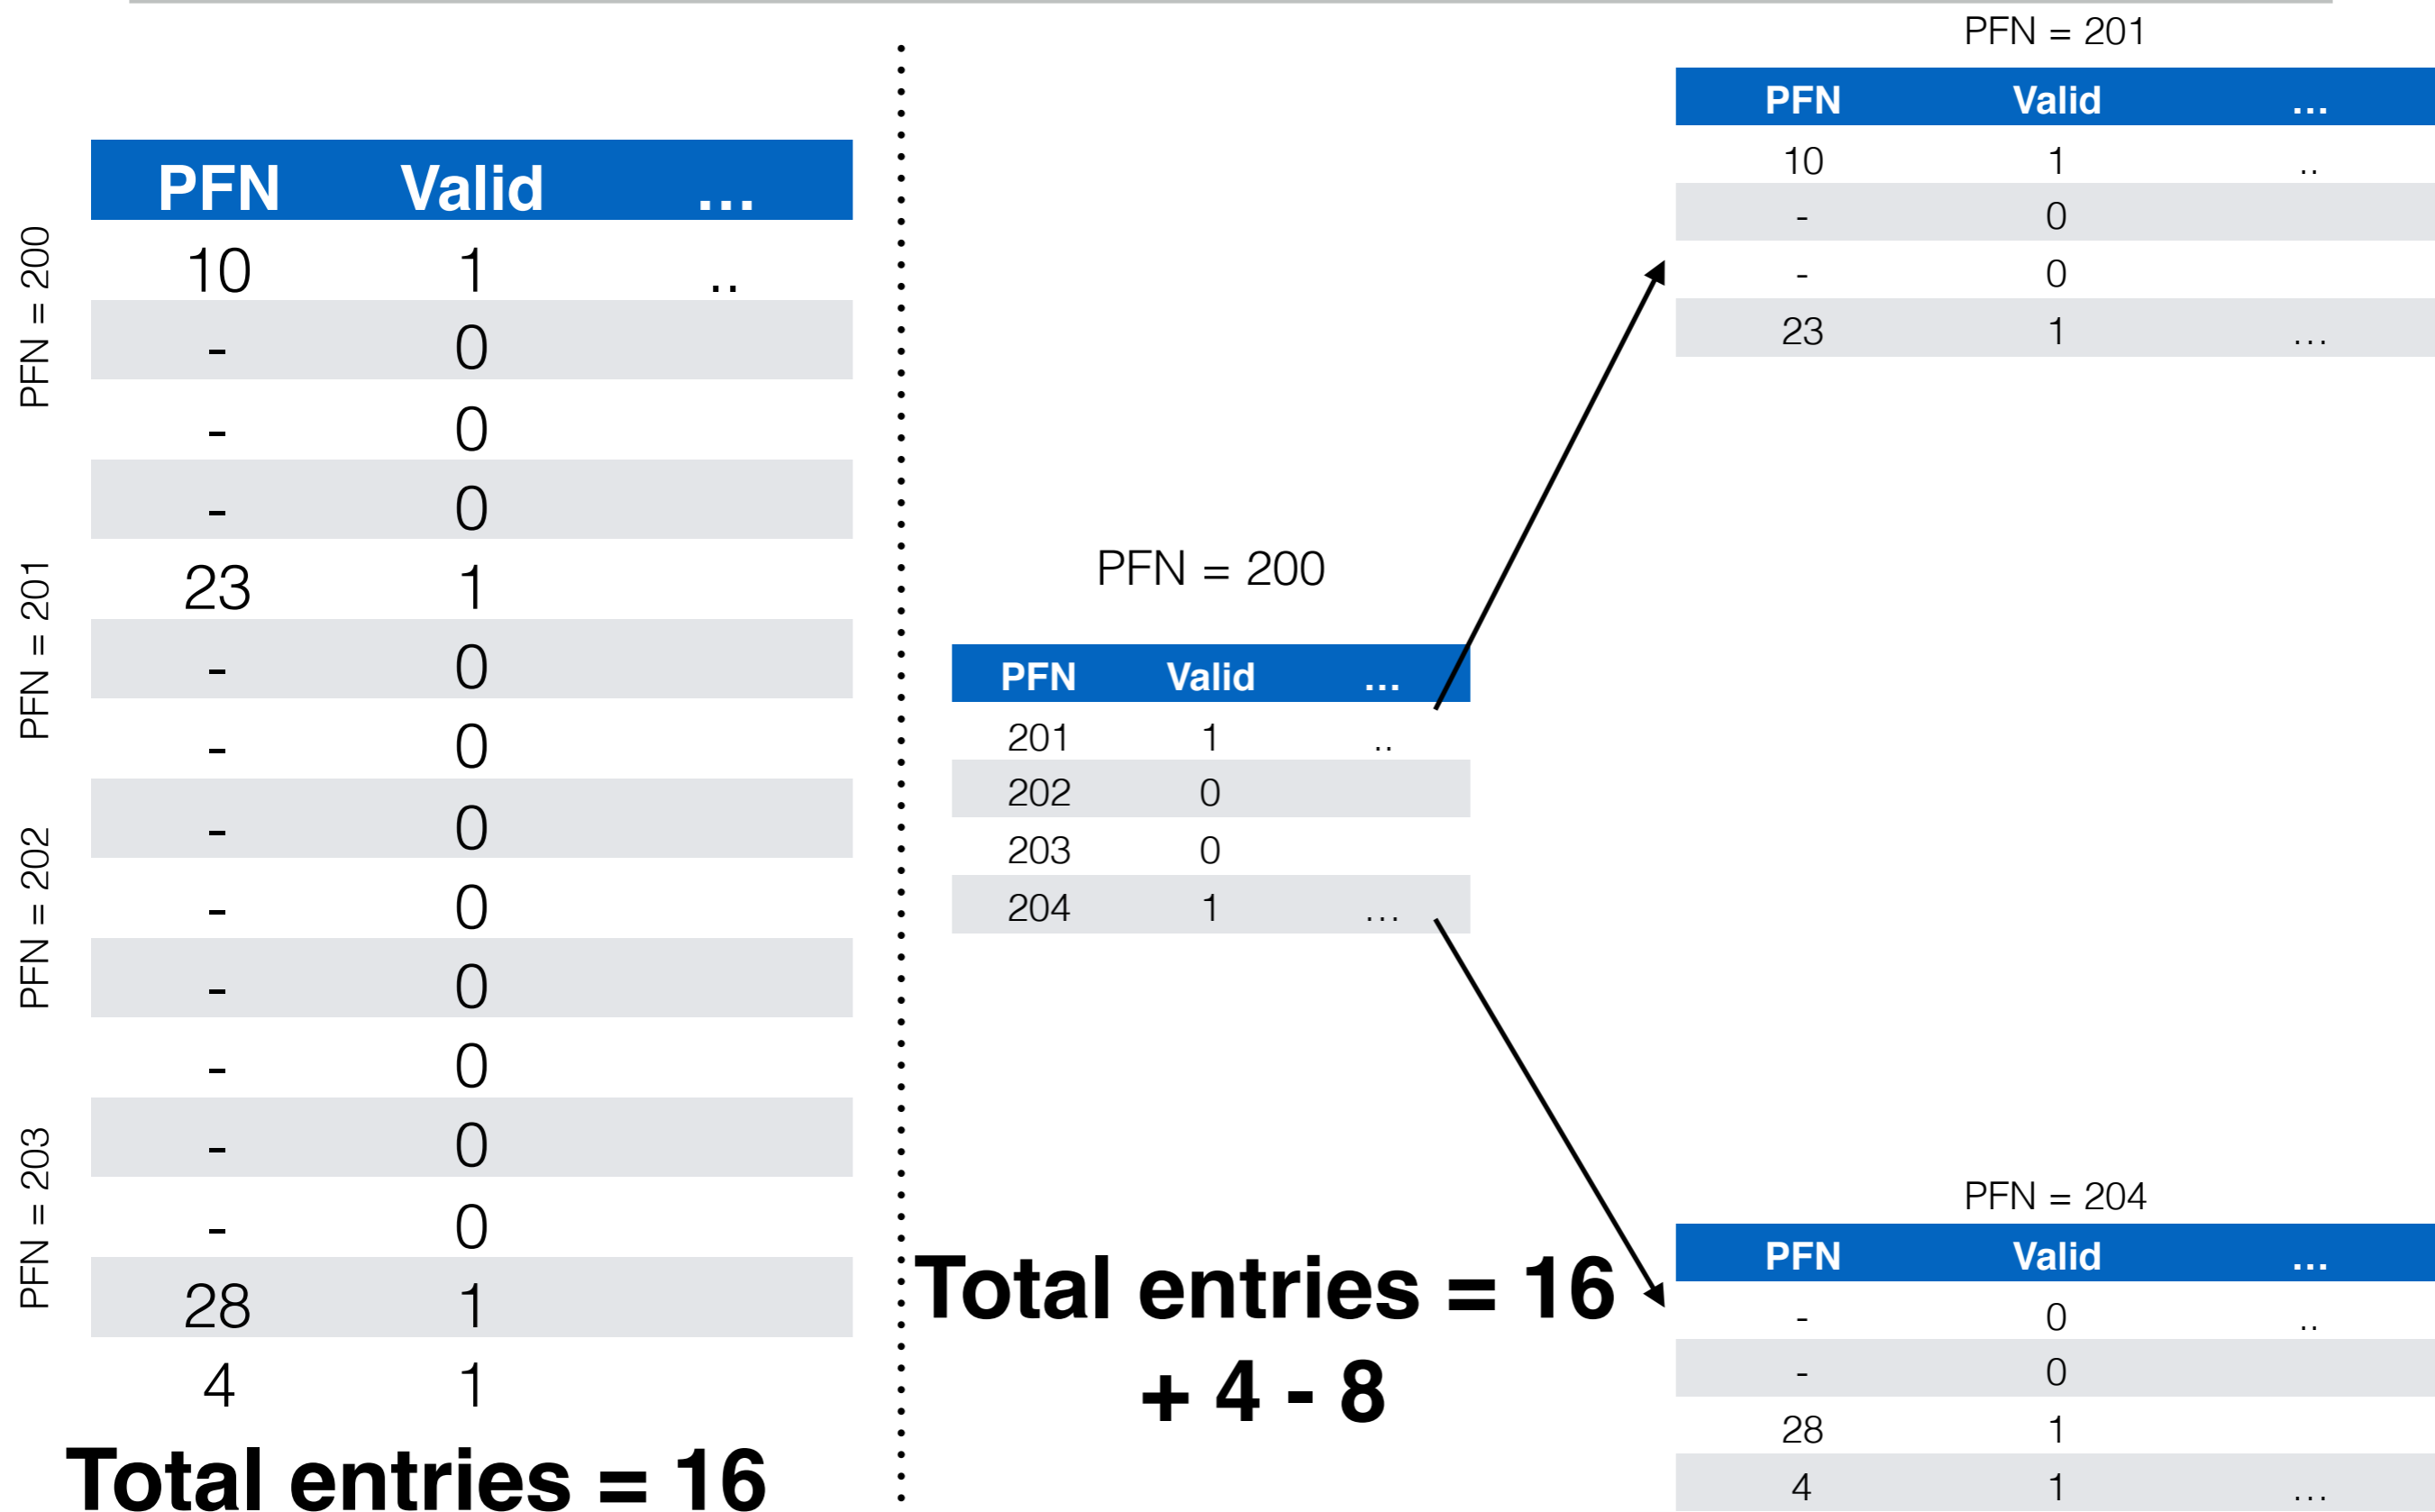 PFN Valid ...
10 1 ..
- 0
- 0
- 0
23 1
- 0
- 0
- 0
- 0
- 0
- 0
- 0
- 0
28 1
4 1
Total entries = 16
PFN = 200
PFN = 201
PFN = 202
PFN = 203
PFN = 200
PFN Valid ...
201 1 ..
202 0
203 0
204 1 ...
Total entries = 16
+ 4 - 8
PFN = 201
PFN Valid ...
10 1 ..
- 0
- 0
23 1 ...
PFN = 204
PFN Valid ...
- 0 ..
- 0
28 1
4 1 ...